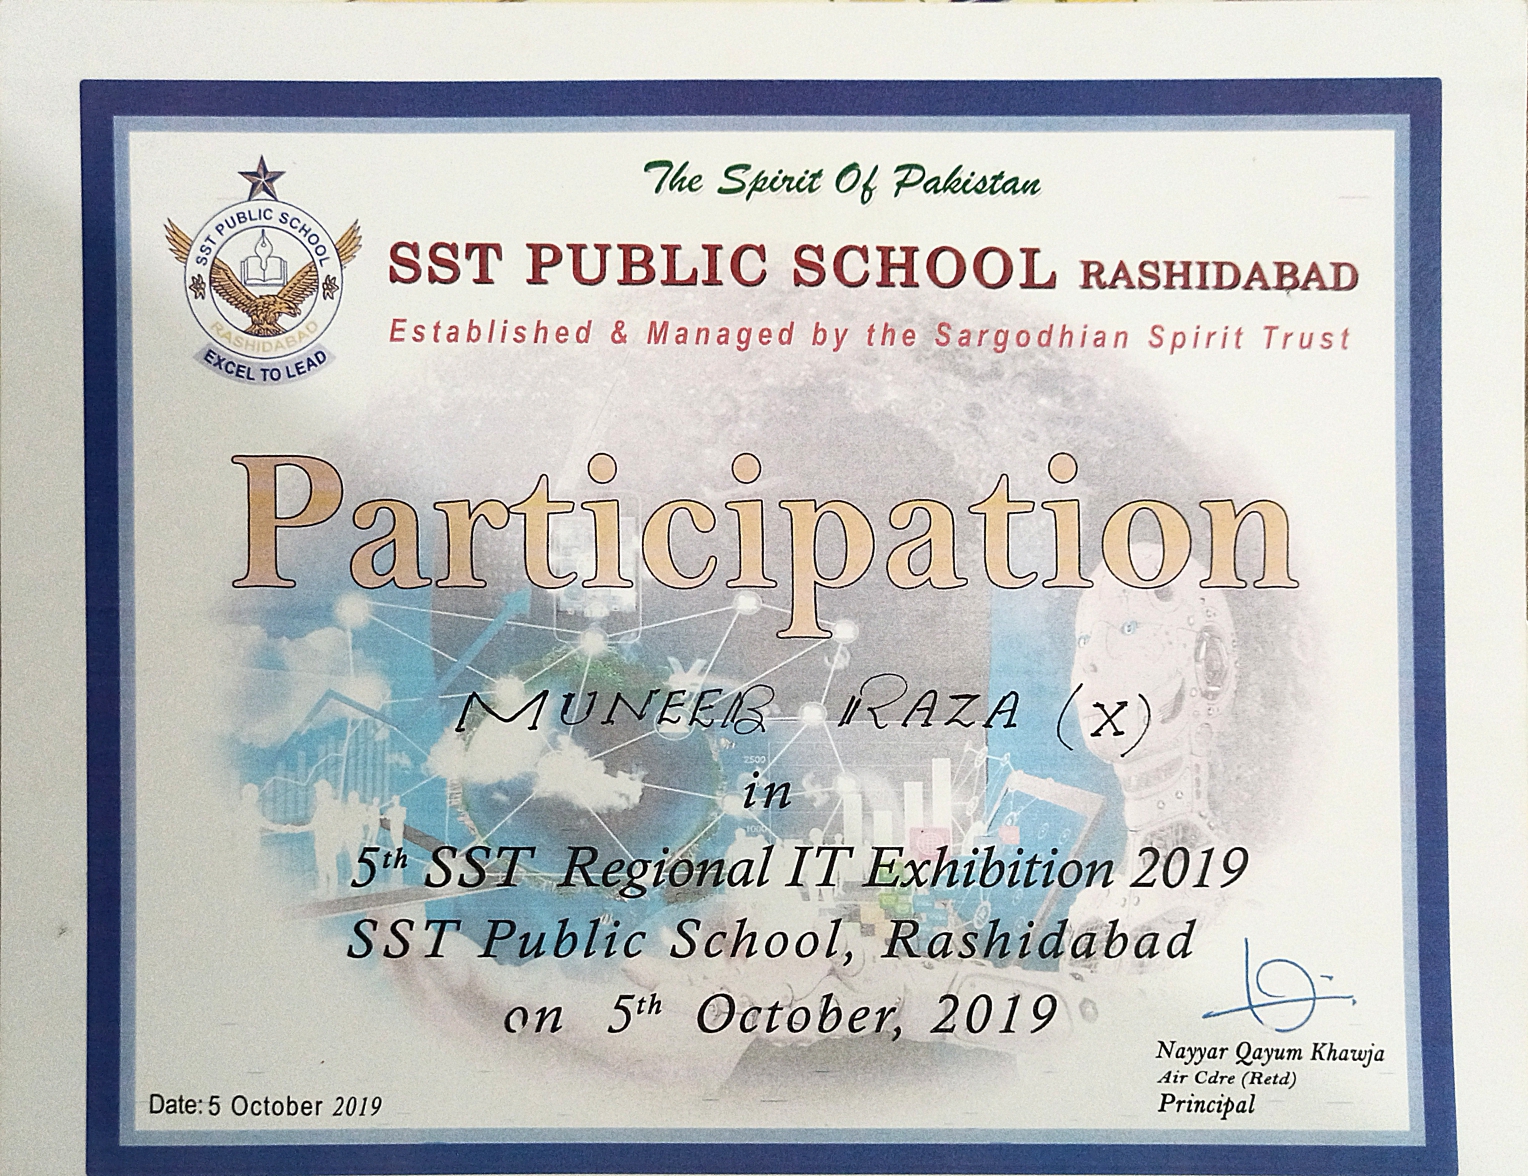 The Spirit Of Pakistan
SST PUBLIC SCHOOL
RASHIDABAD
EXCEL TO LEAD
SST PUBLIC SCHOOL RASHIDABAD
Established & Managed by the Sargodhian Spirit Trust
Participation
MUNEEB RAZA (X)
2500
in
1000
5th SST Regional IT Exhibition 2019
SST Public School, Rashidabad
on 5th October, 2019
Nayyar Qayum Khawja
Air Cdre (Retd)
Principal
Date: 5 October 2019